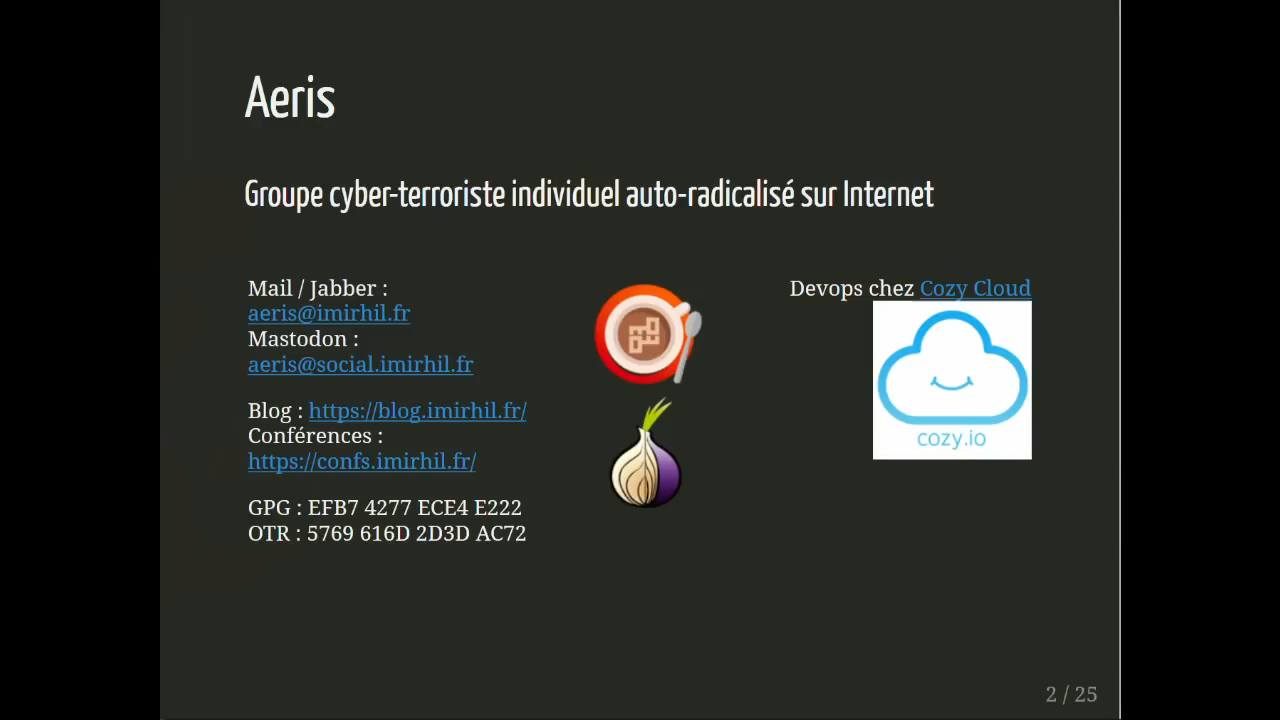 Aeris
Groupe cyber-terroriste individuel auto-radicalisé sur Internet
Mail / Jabber :
aeris@imirhil.fr
Mastodon :
aeris@social.imirhil.fr
Blog : https://blog.imirhil.fr/
Conférences :
https://confs.imirhil.fr/
GPG : EFB7 4277 ECE4 E222
OTR : 5769 616D 2D3D AC72
Devops chez Cozy Cloud
cozy.io
2 / 25